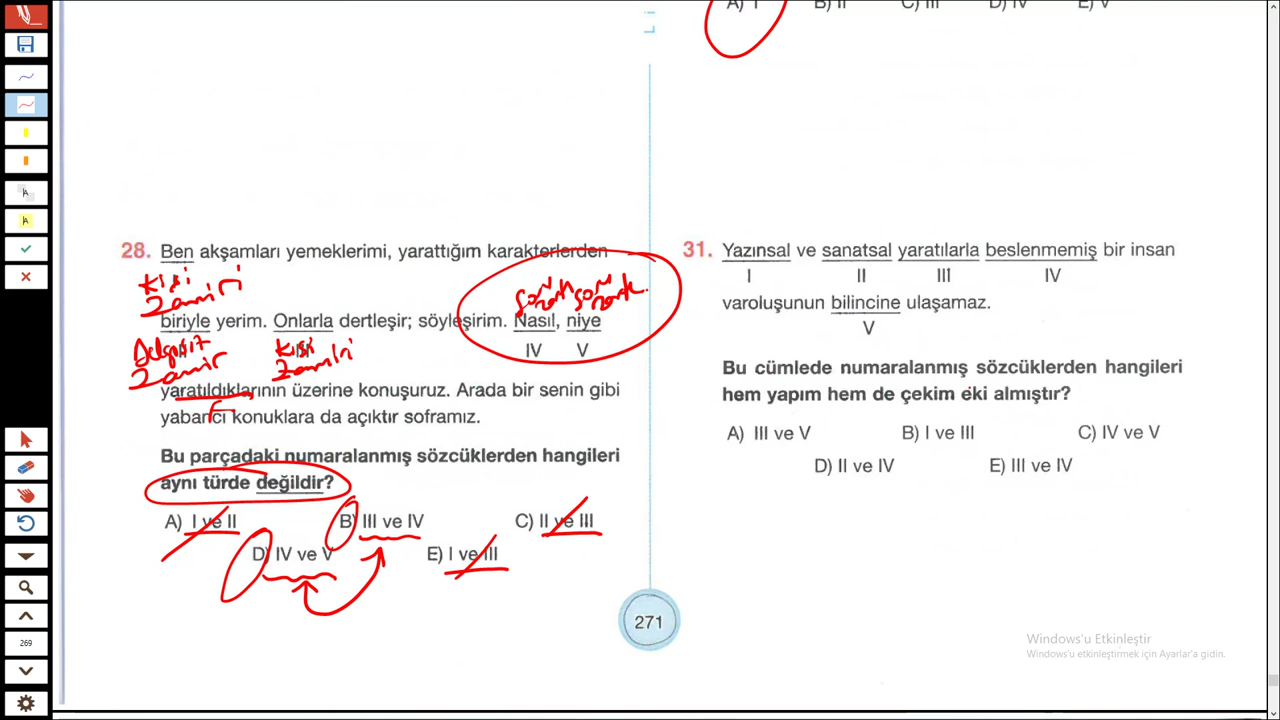 A) I B) II C) III D) IV E) V
28. Ben akşamları yemeklerimi, yarattığım karakterlerden
kişi
zamiri
soru soru
zarfı zarfı
biriyle yerim. Onlarla dertleşir; söyleşirim. Nasıl, niye
Belgisiz
zamir
kişi
zamiri
IV V
yaratıldıklarının üzerine konuşuruz. Arada bir senin gibi
F
yabancı konuklara da açıktır soframız.
Bu parçadaki numaralanmış sözcüklerden hangileri
aynı türde değildir?
A) I ve II B) III ve IV C) II ve III
D) IV ve V E) I ve III
31. Yazınsal ve sanatsal yaratılarla beslenmemiş bir insan
I II III IV
varoluşunun bilincine ulaşamaz.
V
Bu cümlede numaralanmış sözcüklerden hangileri
hem yapım hem de çekim eki almıştır?
A) III ve V B) I ve III C) IV ve V
D) II ve IV E) III ve IV
271
269
Windows'u Etkinleştir
Windows'u etkinleştirmek için Ayarlar'a gidin.